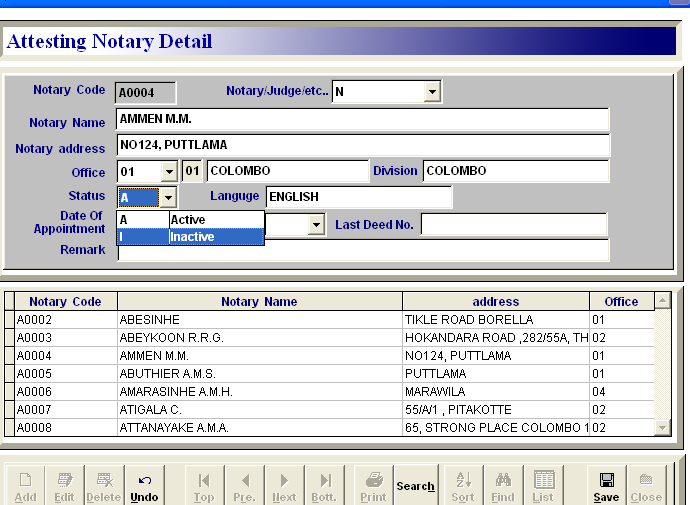 Attesting Notary Detail
Notary Code A0004 Notary/Judge/etc.. N
Notary Name AMMEN M.M.
Notary address NO124, PUTTLAMA
Office 01 01 COLOMBO Division COLOMBO
Status A Languge ENGLISH
A Active
I Inactive
Date Of Appointment Last Deed No.
Remark
Notary Code Notary Name address Office
A0002 ABESINHE TIKLE ROAD BORELLA 01
A0003 ABEYKOON R.R.G. HOKANDARA ROAD ,282/55A, TH 02
A0004 AMMEN M.M. NO124, PUTTLAMA 01
A0005 ABUTHIER A.M.S. PUTTLAMA 01
A0006 AMARASINHE A.M.H. MARAWILA 04
A0007 ATIGALA C. 55/A/1 , PITAKOTTE 02
A0008 ATTANAYAKE A.M.A. 65, STRONG PLACE COLOMBO 1 02
Add Edit Delete Undo Top Pre. Next Bott. Print Search Sort Find List Save Close